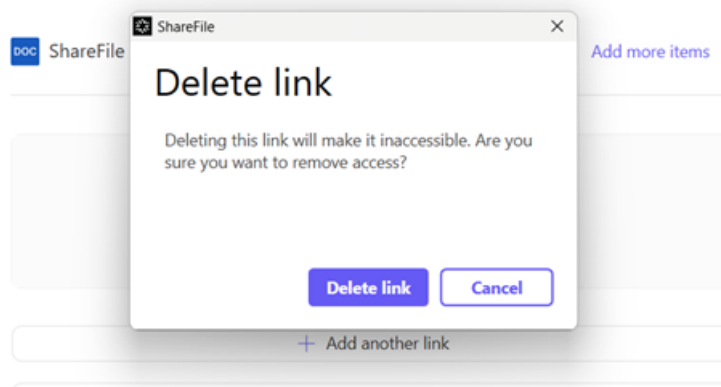 ShareFile
DOC ShareFile
Add more items
Delete link
Deleting this link will make it inaccessible. Are you
sure you want to remove access?
Delete link
Cancel
Add another link